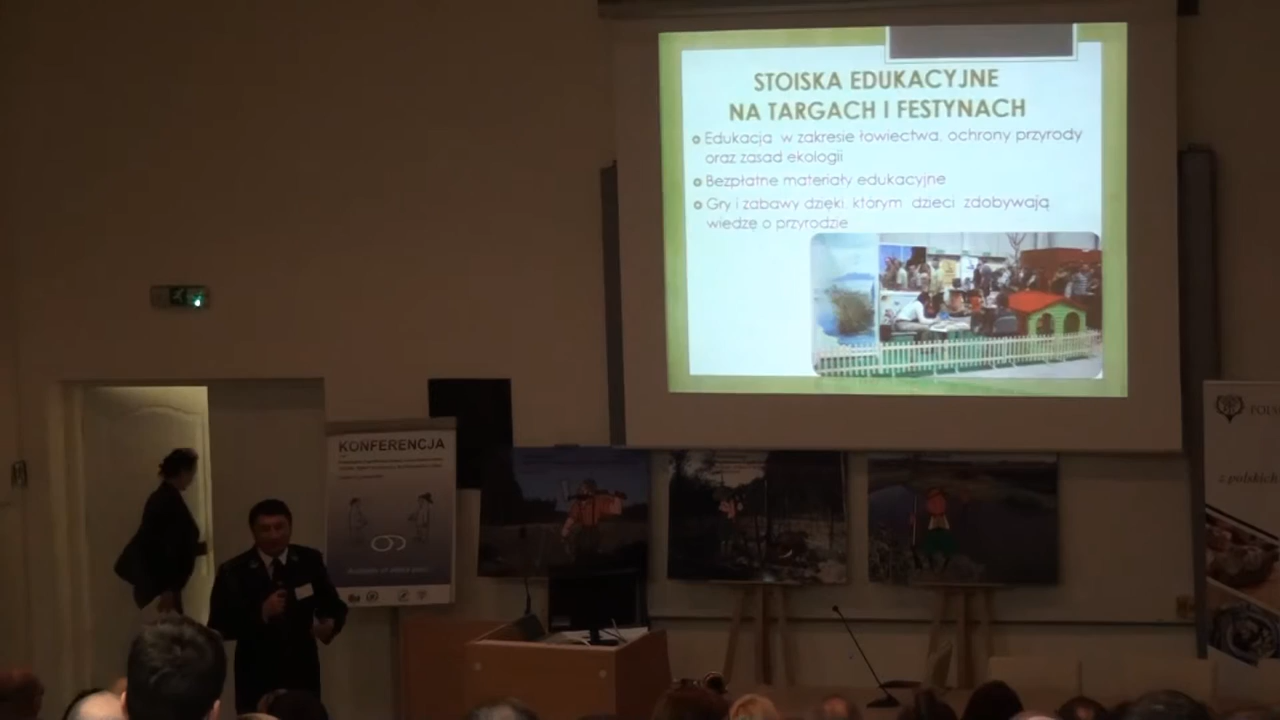 STOISKA EDUKACYJNE
NA TARGACH I FESTYNACH
Edukacja w zakresie łowiectwa, ochrony przyrody
oraz zasad ekologii
Bezpłatne materiały edukacyjne
Gry i zabawy dzięki którym dzieci zdobywają
wiedzę o przyrodzie
KONFERENCJA
z polskich